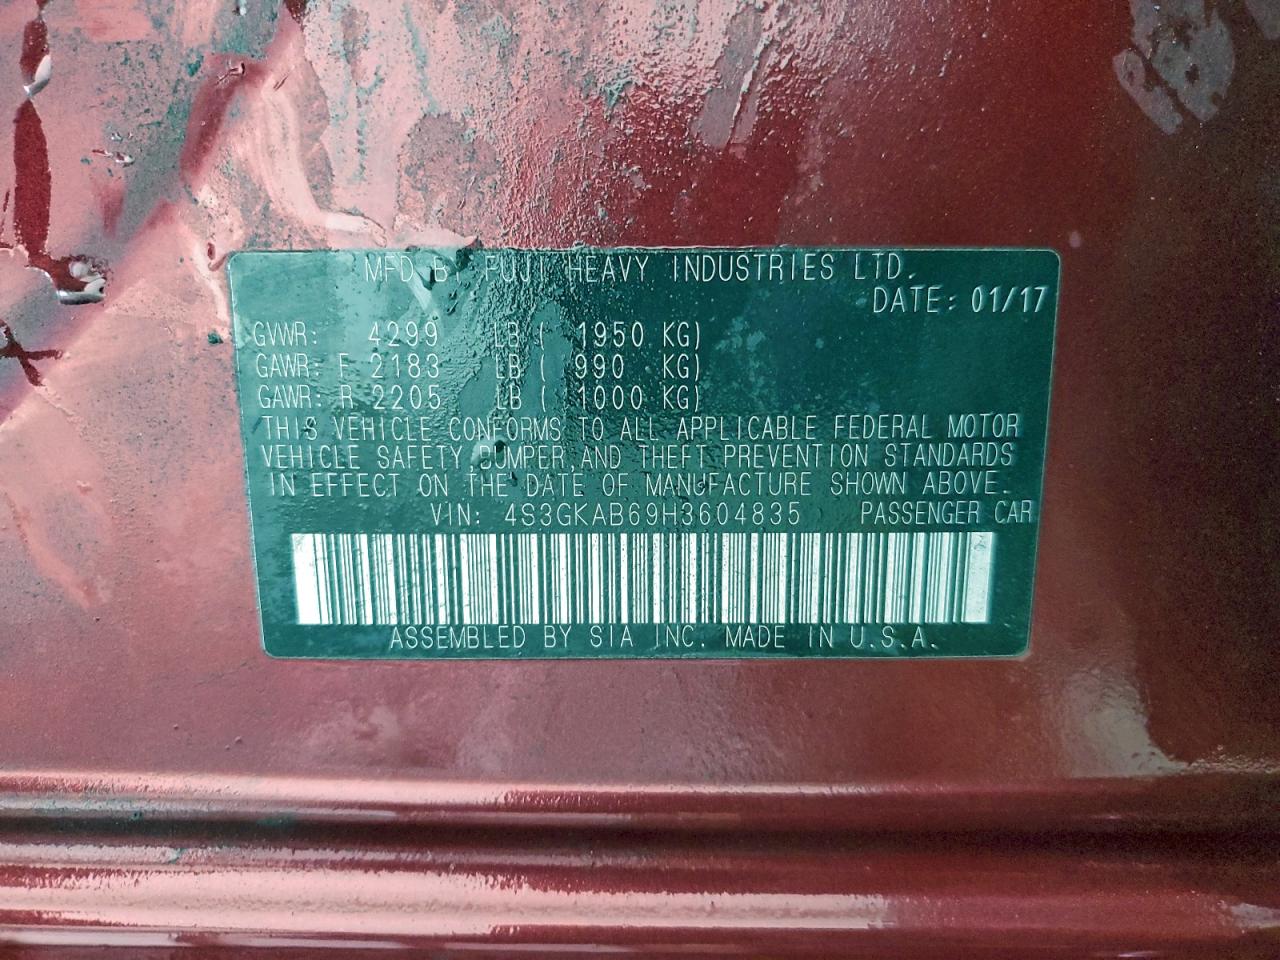 MFD B FUJI HEAVY INDUSTRIES LTD.
DATE: 01/17
GVWR: 4299 LB ( 1950 KG)
GAWR: F 2183 LB ( 990 KG)
GAWR: R 2205 LB ( 1000 KG)
THIS VEHICLE CONFORMS TO ALL APPLICABLE FEDERAL MOTOR
VEHICLE SAFETY,BUMPER,AND THEFT PREVENTION STANDARDS
IN EFFECT ON THE DATE OF MANUFACTURE SHOWN ABOVE.
VIN: 4S3GKAB69H3604835 PASSENGER CAR
ASSEMBLED BY SIA INC. MADE IN U.S.A.